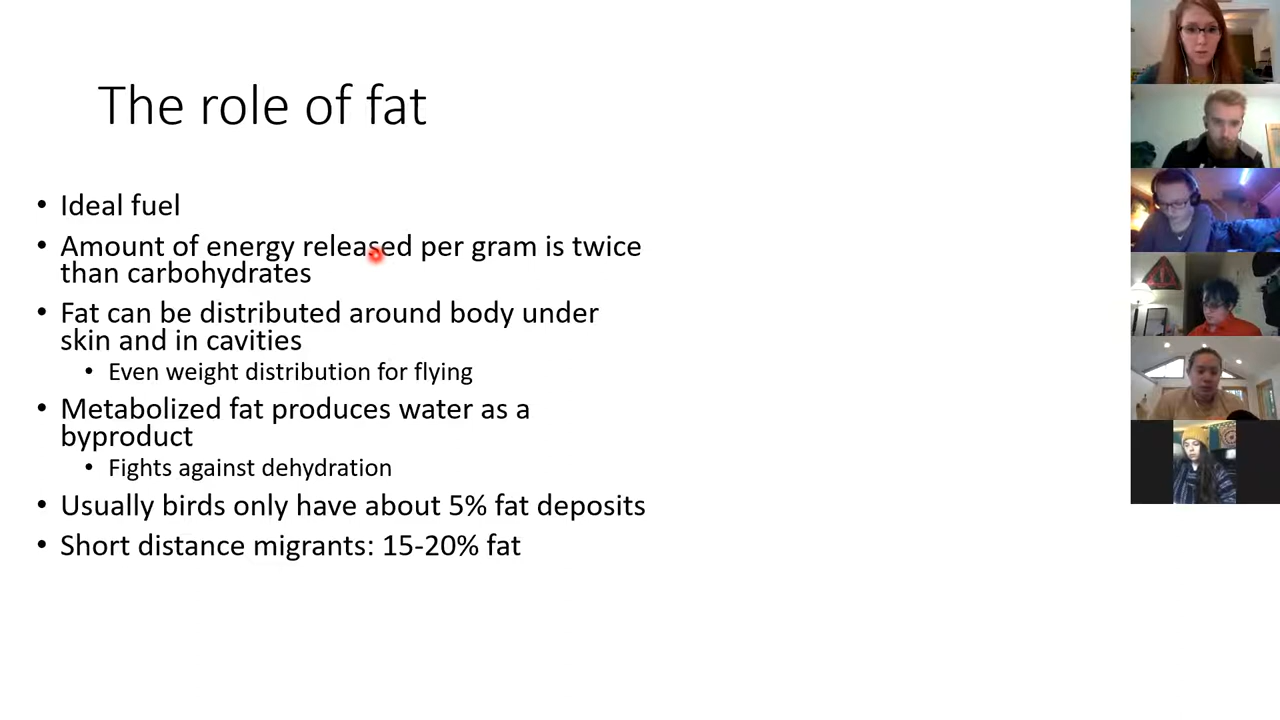 The role of fat
• Ideal fuel
• Amount of energy released per gram is twice
than carbohydrates
• Fat can be distributed around body under
skin and in cavities
• Even weight distribution for flying
• Metabolized fat produces water as a
byproduct
• Fights against dehydration
• Usually birds only have about 5% fat deposits
• Short distance migrants: 15-20% fat